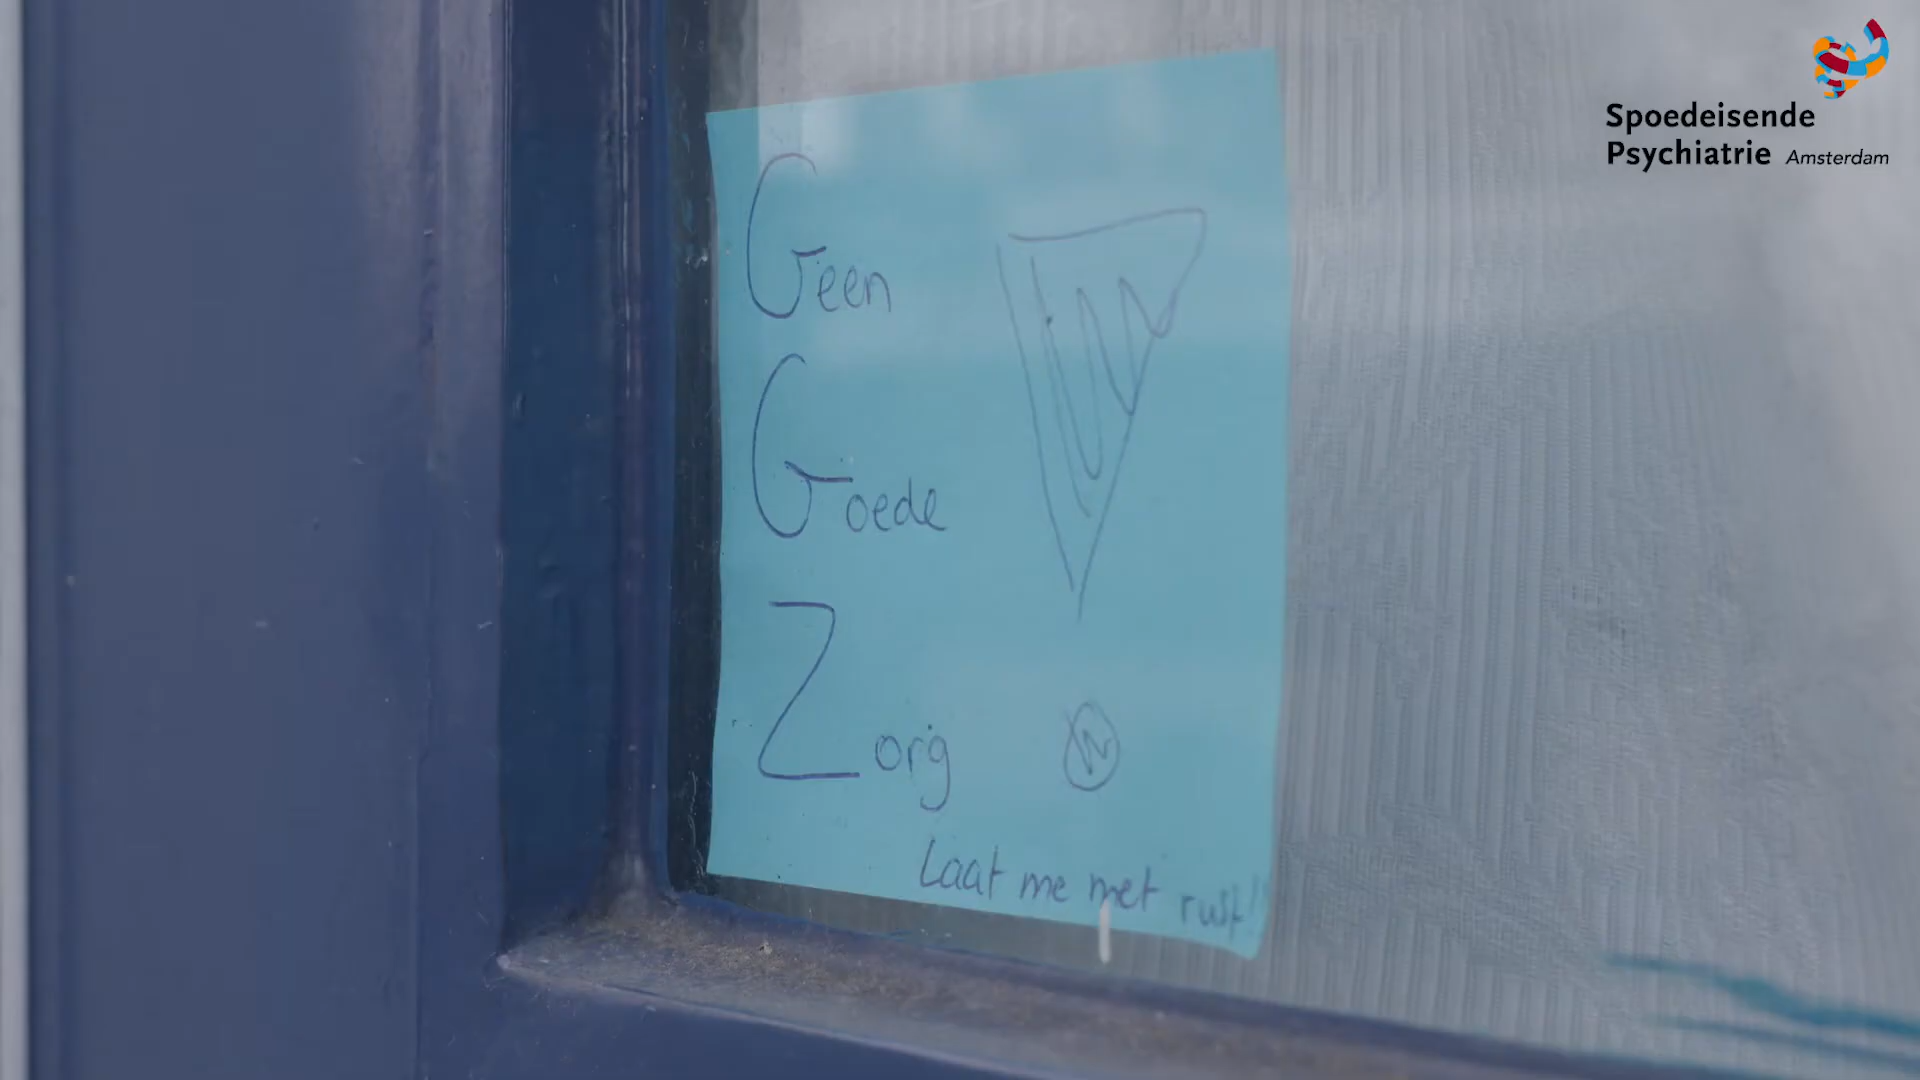 Spoedeisende
Psychiatrie Amsterdam
Geen
Goede
Zorg
Laat me met rust!!